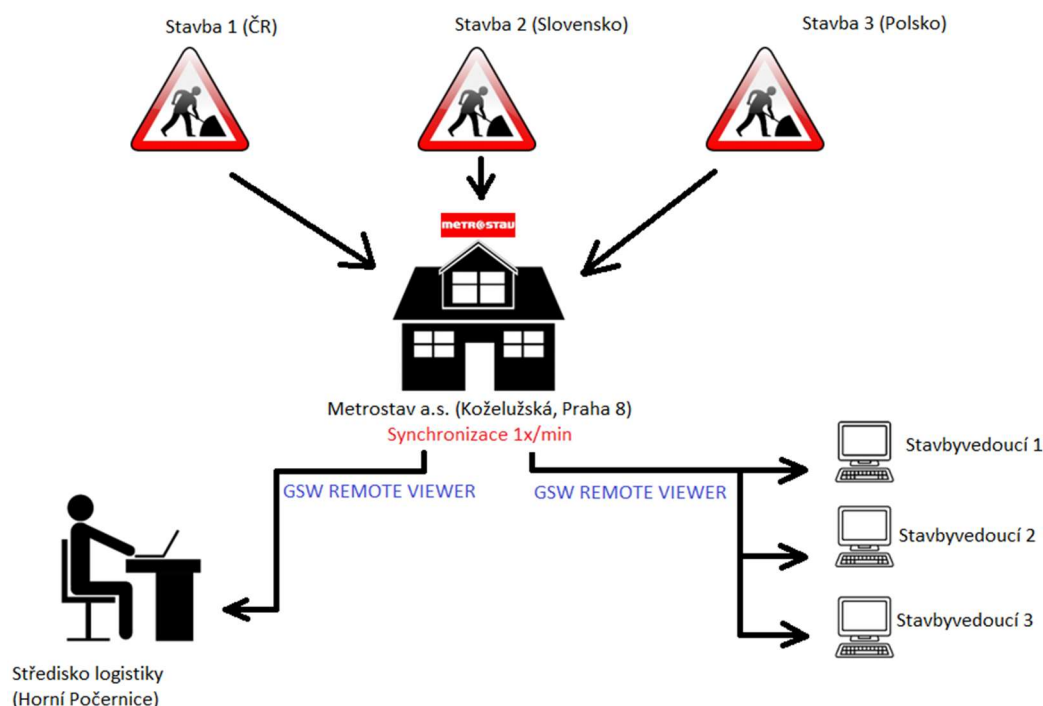 Stavba 1 (ČR)
Stavba 2 (Slovensko)
Stavba 3 (Polsko)
METROSTAV
Metrostav a.s. (Koželužská, Praha 8)
Synchronizace 1x/min
GSW REMOTE VIEWER
GSW REMOTE VIEWER
Stavbyvedoucí 1
Stavbyvedoucí 2
Stavbyvedoucí 3
Středisko logistiky
(Horní Počernice)